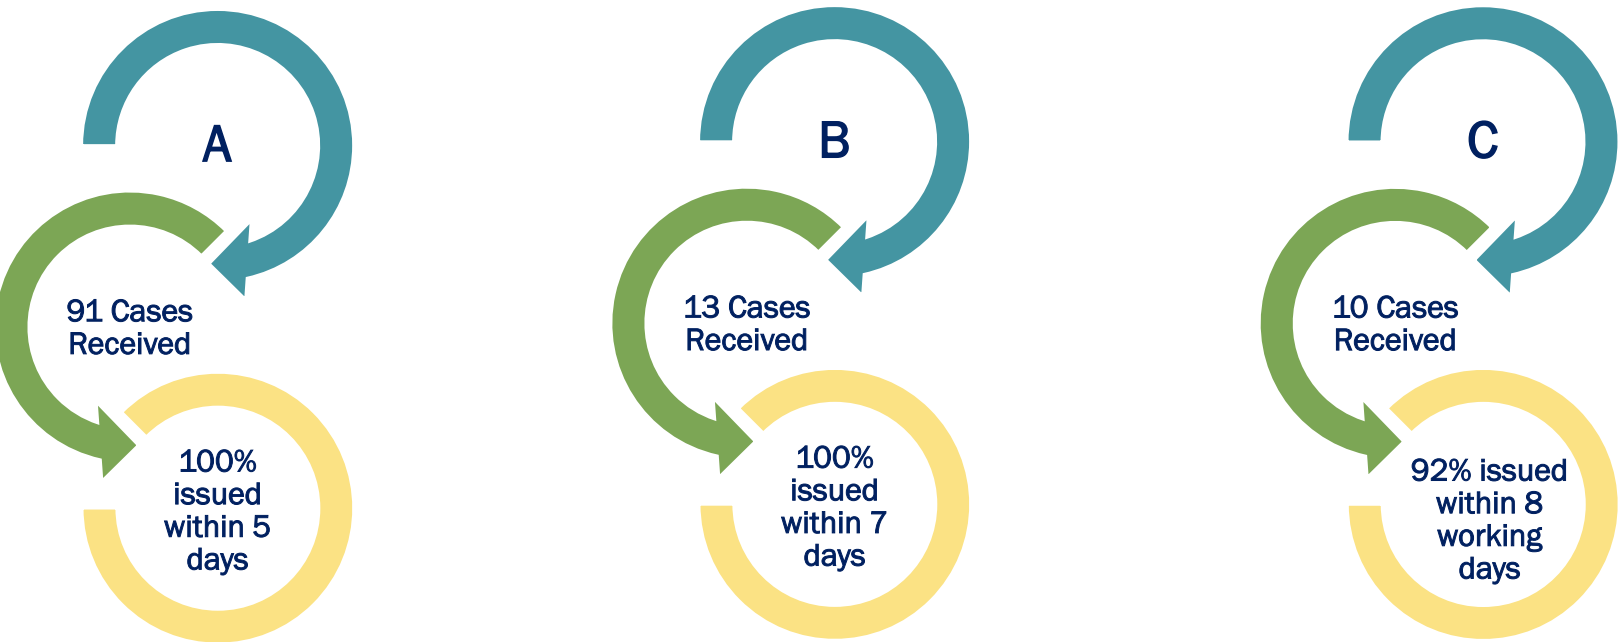 A
91 Cases
Received
100%
issued
within 5
days
B
13 Cases
Received
100%
issued
within 7
days
C
10 Cases
Received
92% issued
within 8
working
days